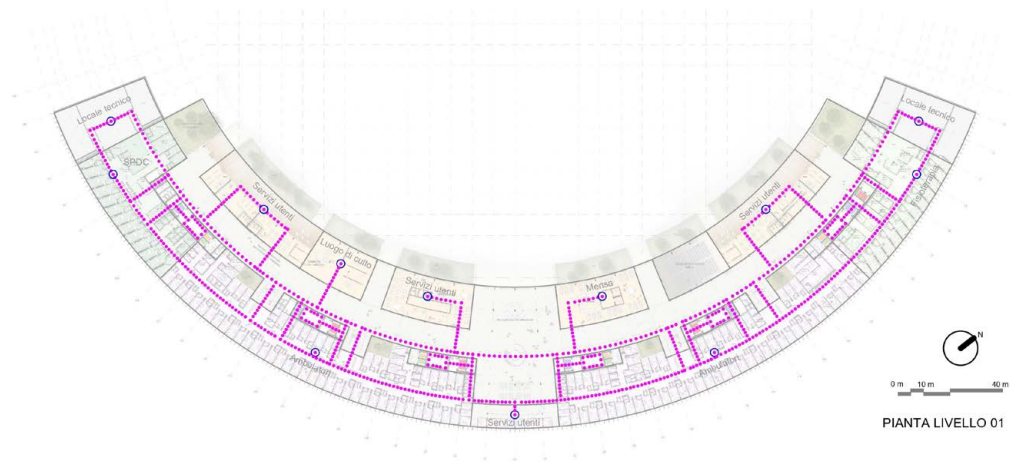 Locale tecnico
Locale tecnico
SPDC
Fisioterapia
Servizi utenti
Servizi utenti
Luogo di culto
Servizi utenti
Mensa
Ambulatori
Ambulatori
Servizi utenti
N
0 m 10 m 40 m
PIANTA LIVELLO 01